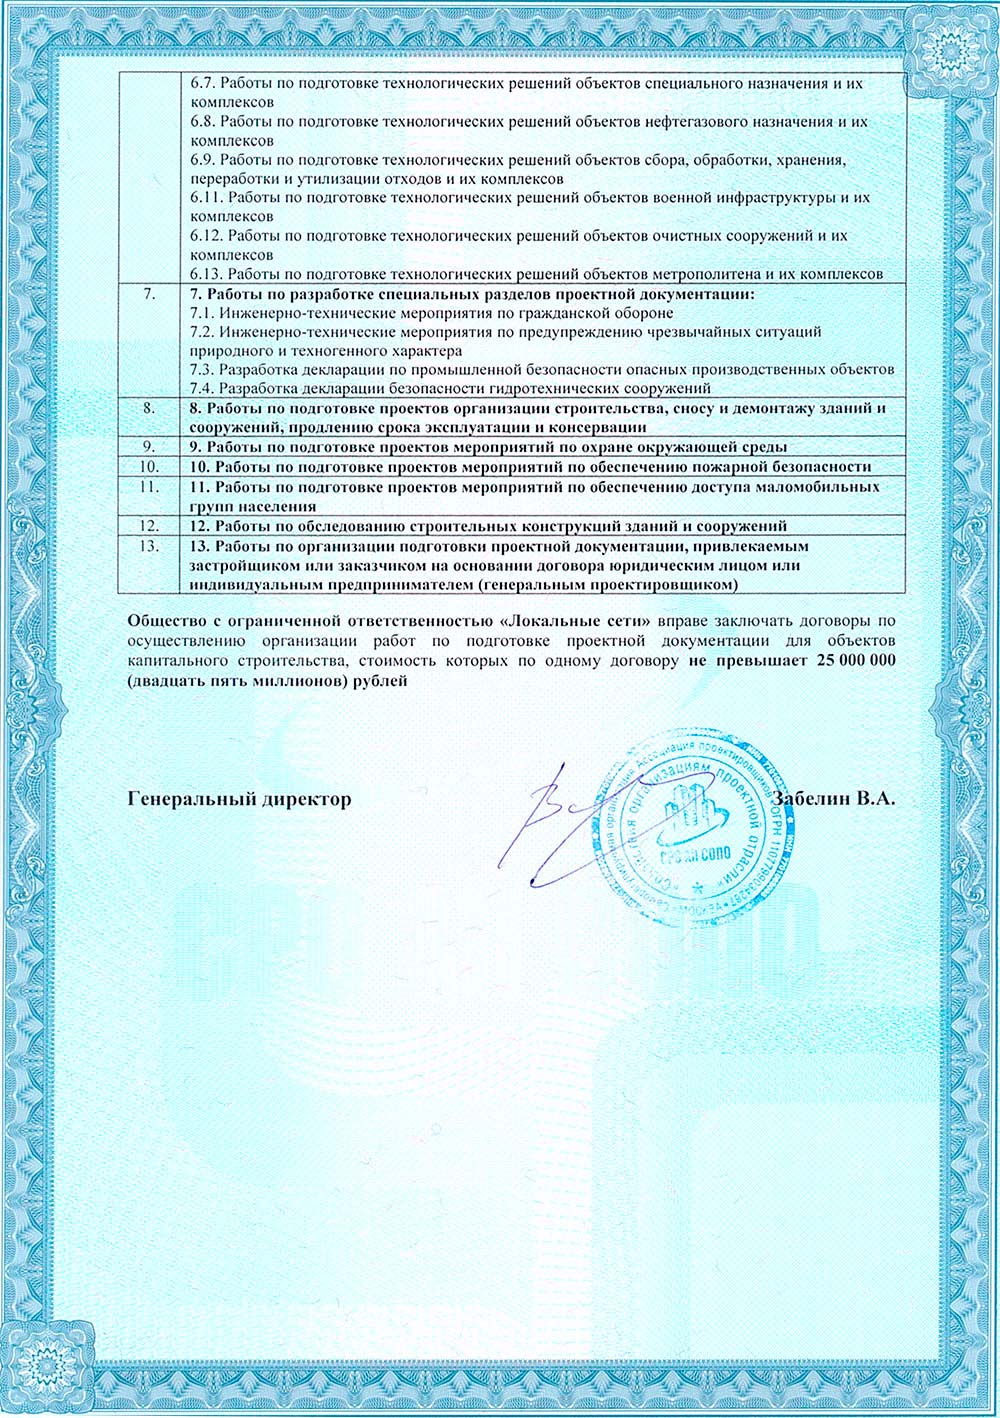 6.7. Работы по подготовке технологических решений объектов специального назначения и их
комплексов
6.8. Работы по подготовке технологических решений объектов нефтегазового назначения и их
комплексов
6.9. Работы по подготовке технологических решений объектов сбора, обработки, хранения,
переработки и утилизации отходов и их комплексов
6.11. Работы по подготовке технологических решений объектов военной инфраструктуры и их
комплексов
6.12. Работы по подготовке технологических решений объектов очистных сооружений и их
комплексов
6.13. Работы по подготовке технологических решений объектов метрополитена и их комплексов
7. 7. Работы по разработке специальных разделов проектной документации:
7.1. Инженерно-технические мероприятия по гражданской обороне
7.2. Инженерно-технические мероприятия по предупреждению чрезвычайных ситуаций
природного и техногенного характера
7.3. Разработка декларации по промышленной безопасности опасных производственных объектов
7.4. Разработка декларации безопасности гидротехнических сооружений
8. 8. Работы по подготовке проектов организации строительства, сносу и демонтажу зданий и
сооружений, продлению срока эксплуатации и консервации
9. 9. Работы по подготовке проектов мероприятий по охране окружающей среды
10. 10. Работы по подготовке проектов мероприятий по обеспечению пожарной безопасности
11. 11. Работы по подготовке проектов мероприятий по обеспечению доступа маломобильных
групп населения
12. 12. Работы по обследованию строительных конструкций зданий и сооружений
13. 13. Работы по организации подготовки проектной документации, привлекаемым
застройщиком или заказчиком на основании договора юридическим лицом или
индивидуальным предпринимателем (генеральным проектировщиком)
Общество с ограниченной ответственностью «Локальные сети» вправе заключать договоры по
осуществлению организации работ по подготовке проектной документации для объектов
капитального строительства, стоимость которых по одному договору не превышает 25 000 000
(двадцать пять миллионов) рублей
Генеральный директор
Забелин В.А.
Ассоциация проектировщиков
организациям проектной отрасли»
МОСКВА